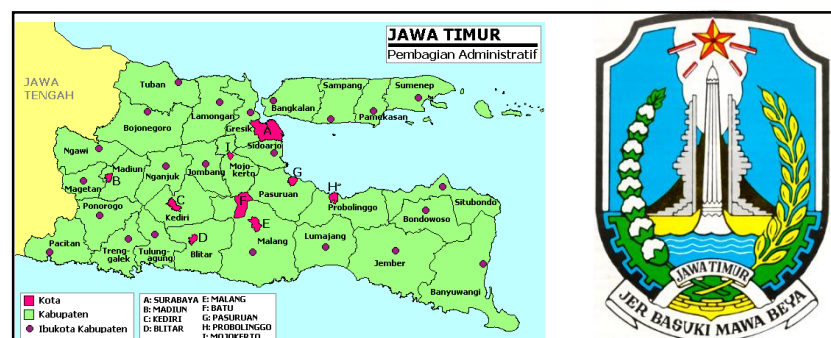 JAWA TIMUR
Pembagian Administratif
JAWA
TENGAH
Tuban
Lamongan
Bojonegoro
Gresik
A
Bangkalan
Sampang
Sumenep
Pamekasan
Sidoarjo
Ngawi
Madiun
B
Magetan
Nganjuk
Jombang
I
Mojo-
kerto
G
Pasuruan
H
Probolinggo
Situbondo
Bondowoso
Ponorogo
C
Kediri
F
E
Pacitan
Treng-
galek
Tulung-
agung
D
Blitar
Malang
Lumajang
Jember
Banyuwangi
Kota
Kabupaten
Ibukota Kabupaten
A: SURABAYA
B: MADIUN
C: KEDIRI
D: BLITAR
E: MALANG
F: BATU
G: PASURUAN
H: PROBOLINGGO
I: MOJOKERTO
JAWA TIMUR
JER BASUKI MAWA BEYA